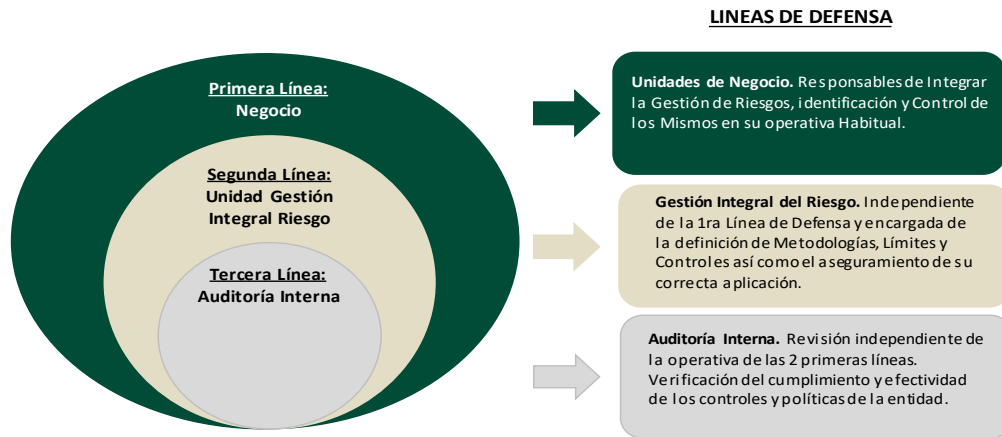 LINEAS DE DEFENSA
Primera Línea:
Negocio
Segunda Línea:
Unidad Gestión
Integral Riesgo
Tercera Línea:
Auditoría Interna
Unidades de Negocio. Responsables de Integrar
la Gestión de Riesgos, identificación y Control de
los Mismos en su operativa Habitual.
Gestión Integral del Riesgo. Independiente
de la 1ra Línea de Defensa y encargada de
la definición de Metodologías, Límites y
Controles así como el aseguramiento de su
correcta aplicación.
Auditoría Interna. Revisión independiente de
la operativa de las 2 primeras líneas.
Verificación del cumplimiento y efectividad
de los controles y políticas de la entidad.